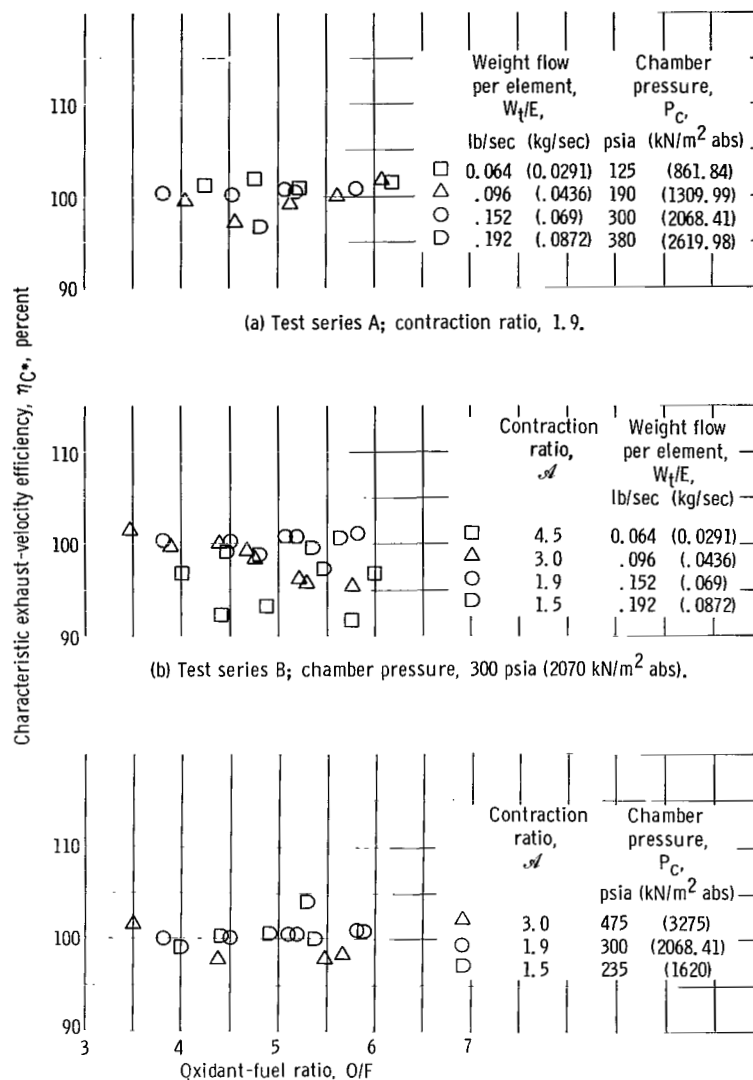 Characteristic exhaust-velocity efficiency, ηC*, percent
110
100
90
Weight flow
per element,
Wt/E,
lb/sec (kg/sec)
Chamber
pressure,
PC,
psia (kN/m² abs)
□ 0.064 (0.0291) 125 (861.84)
△ .096 (.0436) 190 (1309.99)
○ .152 (.069) 300 (2068.41)
D .192 (.0872) 380 (2619.98)
(a) Test series A; contraction ratio, 1.9.
110
100
90
Contraction
ratio,
𝒜
Weight flow
per element,
Wt/E,
lb/sec (kg/sec)
□ 4.5 0.064 (0.0291)
△ 3.0 .096 (.0436)
○ 1.9 .152 (.069)
D 1.5 .192 (.0872)
(b) Test series B; chamber pressure, 300 psia (2070 kN/m² abs).
110
100
90
Contraction
ratio,
𝒜
Chamber
pressure,
PC,
psia (kN/m² abs)
△ 3.0 475 (3275)
○ 1.9 300 (2068.41)
D 1.5 235 (1620)
3 4 5 6 7
Qxidant-fuel ratio, O/F